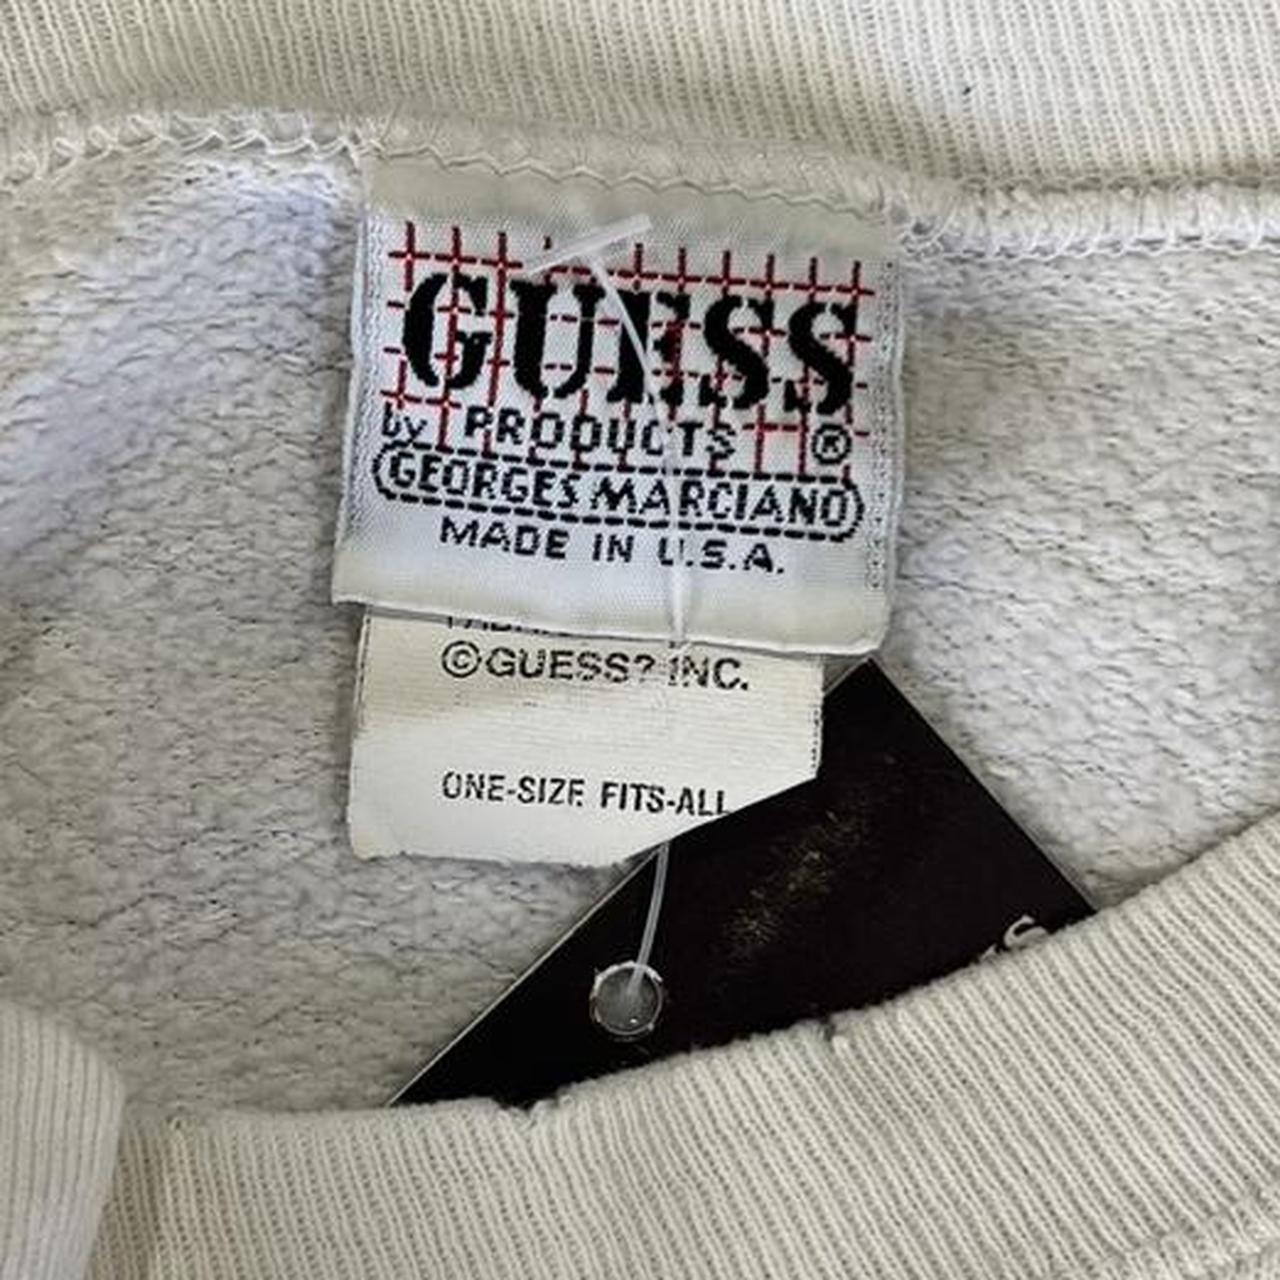 GUESS
by PRODUCTS ®
GEORGES MARCIANO
MADE IN U.S.A.
©GUESS? INC.
ONE-SIZE FITS-ALL